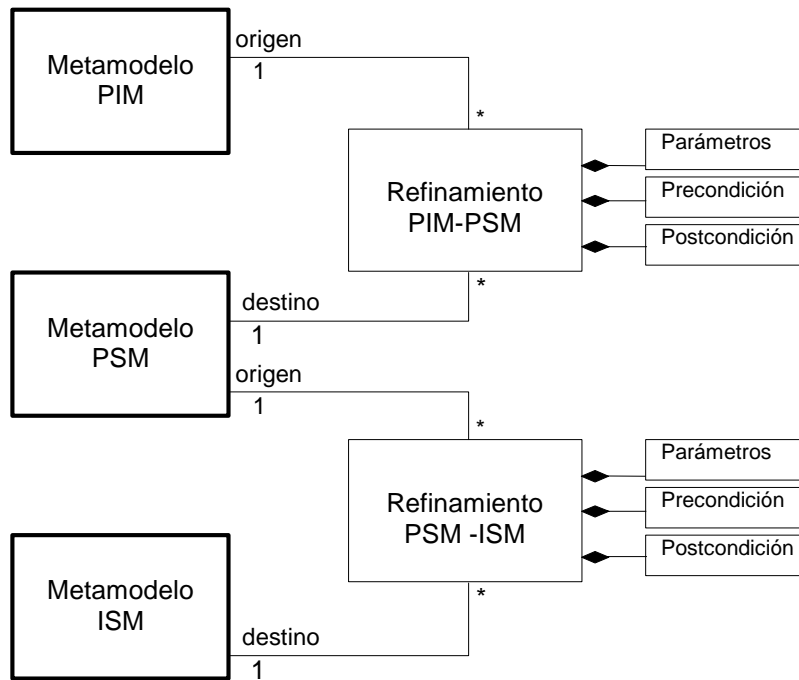 origen
Metamodelo
PIM
1
*
Parámetros
Refinamiento
PIM-PSM
Precondición
Postcondición
*
destino
Metamodelo
PSM
1
origen
1
*
Parámetros
Refinamiento
PSM -ISM
Precondición
Postcondición
*
Metamodelo
ISM
destino
1